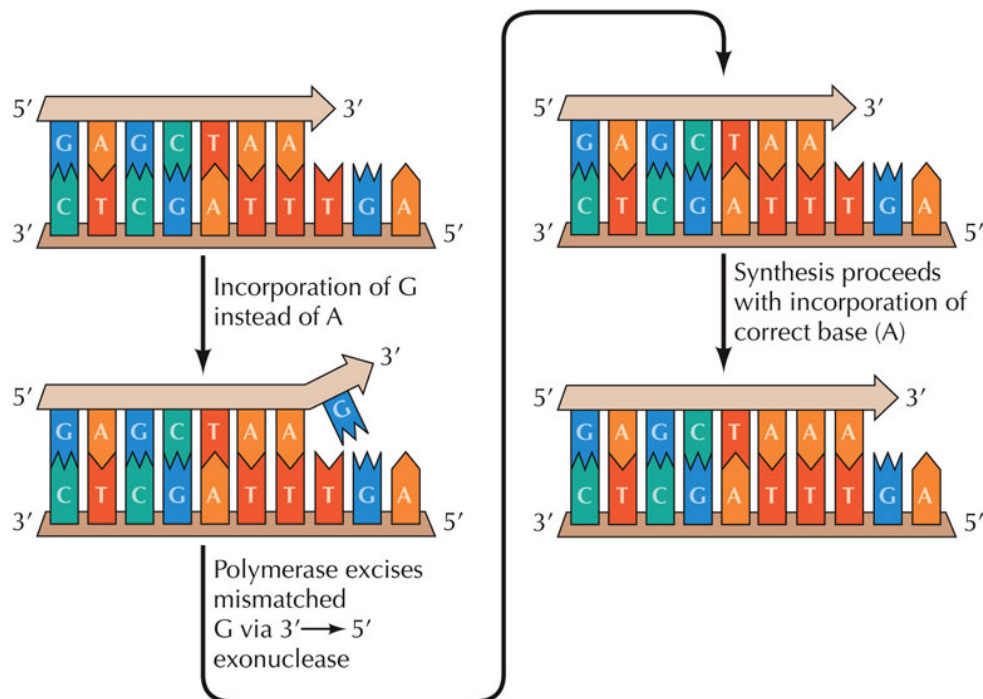 5′ 3′
G A G C T A A
C T C G A T T T G A
3′ 5′
Incorporation of G
instead of A
3′
5′
G A G C T A A G
C T C G A T T T G A
3′ 5′
Polymerase excises
mismatched
G via 3′⟶5′
exonuclease
5′ 3′
G A G C T A A
C T C G A T T T G A
3′ 5′
Synthesis proceeds
with incorporation of
correct base (A)
5′ 3′
G A G C T A A A
C T C G A T T T G A
3′ 5′